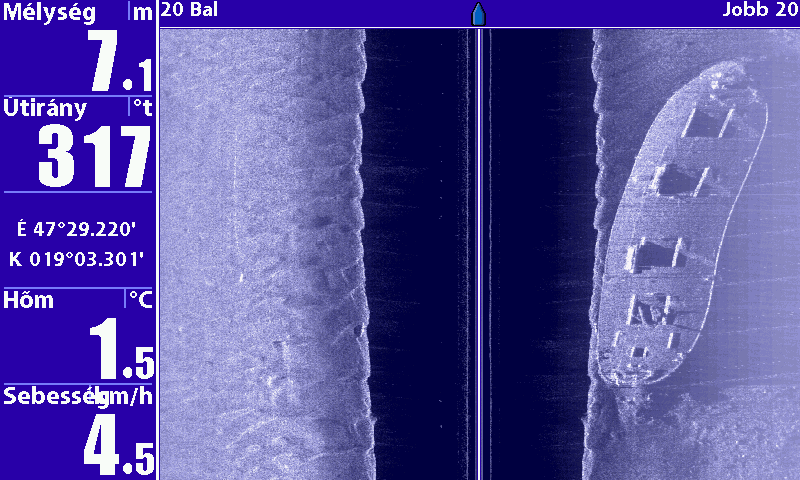 Mélység m
7.1
Útirány °t
317
É 47°29.220'
K 019°03.301'
Hőm °C
1.5
Sebesség km/h
4.5
20 Bal
Jobb 20